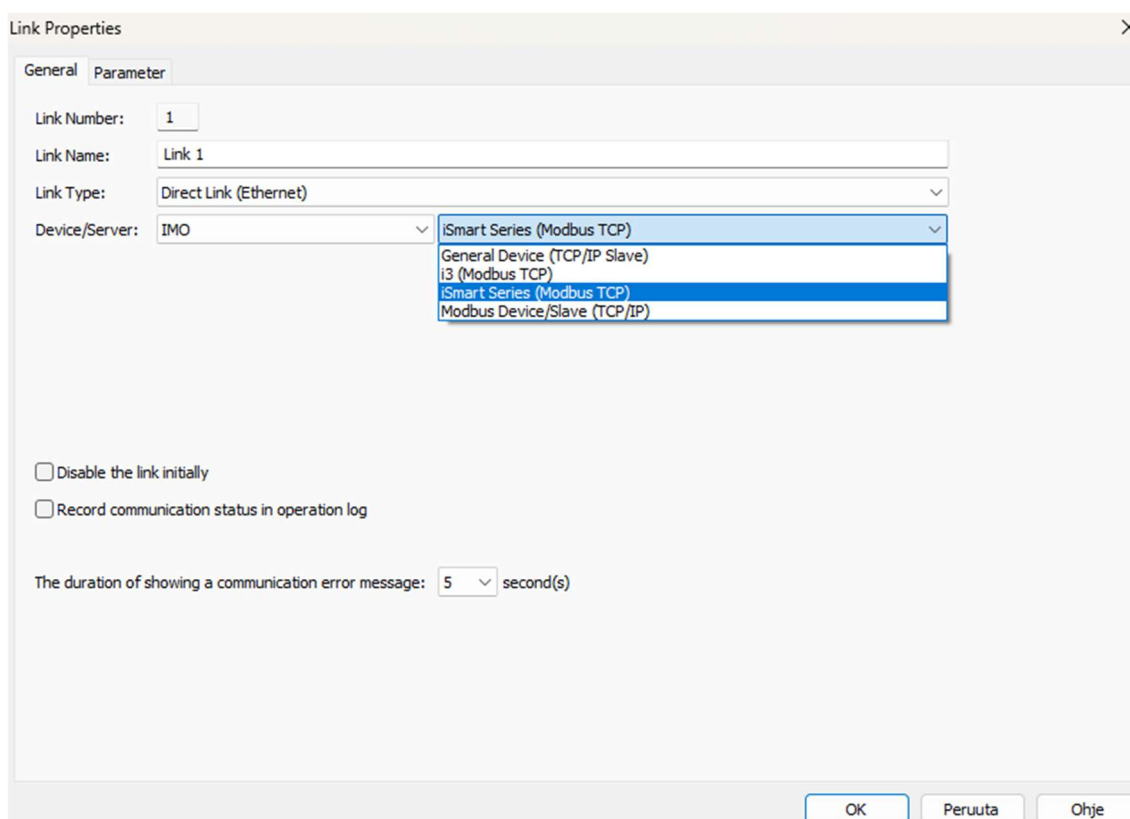 Link Properties
General Parameter
Link Number: 1
Link Name: Link 1
Link Type: Direct Link (Ethernet)
Device/Server: IMO iSmart Series (Modbus TCP)
General Device (TCP/IP Slave)
i3 (Modbus TCP)
iSmart Series (Modbus TCP)
Modbus Device/Slave (TCP/IP)
Disable the link initially
Record communication status in operation log
The duration of showing a communication error message: 5 second(s)
OK Peruuta Ohje